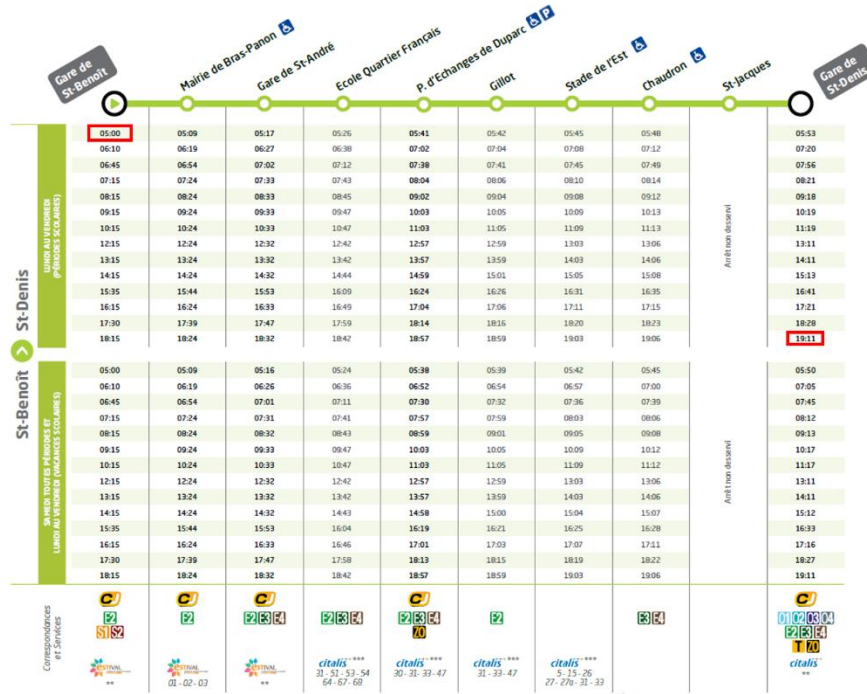 Gare de St-Benoît
Mairie de Bras-Panon
Gare de St-André
Ecole Quartier Français
P. d'Echanges de Duparc
P
Gillot
Stade de l'Est
Chaudron
St-Jacques
Gare de St-Denis
St-Benoît > St-Denis
LUNDI AU VENDREDI
(PÉRIODES SCOLAIRES)
05:00 05:09 05:17 05:26 05:41 05:42 05:45 05:48 05:53
06:10 06:19 06:27 06:38 07:02 07:04 07:08 07:12 07:20
06:45 06:54 07:02 07:12 07:38 07:41 07:45 07:49 07:56
07:15 07:24 07:33 07:43 08:04 08:06 08:10 08:14 08:21
08:15 08:24 08:33 08:45 09:02 09:04 09:08 09:12 09:18
09:15 09:24 09:33 09:47 10:03 10:05 10:09 10:13 10:19
10:15 10:24 10:33 10:47 11:03 11:05 11:09 11:13 11:19
12:15 12:24 12:32 12:42 12:57 12:59 13:03 13:06 13:11
13:15 13:24 13:32 13:42 13:57 13:59 14:03 14:06 14:11
14:15 14:24 14:32 14:44 14:59 15:01 15:05 15:08 15:13
15:35 15:44 15:53 16:09 16:24 16:26 16:31 16:35 16:41
16:15 16:24 16:33 16:49 17:04 17:06 17:11 17:15 17:21
17:30 17:39 17:47 17:59 18:14 18:16 18:20 18:23 18:28
18:15 18:24 18:32 18:42 18:57 18:59 19:03 19:06 19:11
Arrêt non desservi
SAMEDI TOUTES PÉRIODES ET
LUNDI AU VENDREDI (VACANCES SCOLAIRES)
05:00 05:09 05:16 05:24 05:38 05:39 05:42 05:45 05:50
06:10 06:19 06:26 06:36 06:52 06:54 06:57 07:00 07:05
06:45 06:54 07:01 07:11 07:30 07:32 07:36 07:39 07:45
07:15 07:24 07:31 07:41 07:57 07:59 08:03 08:06 08:12
08:15 08:24 08:32 08:43 08:59 09:01 09:05 09:08 09:13
09:15 09:24 09:33 09:47 10:03 10:05 10:09 10:12 10:17
10:15 10:24 10:33 10:47 11:03 11:05 11:09 11:12 11:17
12:15 12:24 12:32 12:42 12:57 12:59 13:03 13:06 13:11
13:15 13:24 13:32 13:42 13:57 13:59 14:03 14:06 14:11
14:15 14:24 14:32 14:43 14:58 15:00 15:04 15:07 15:12
15:35 15:44 15:53 16:04 16:19 16:21 16:25 16:28 16:33
16:15 16:24 16:33 16:46 17:01 17:03 17:07 17:11 17:16
17:30 17:39 17:47 17:58 18:13 18:15 18:19 18:22 18:27
18:15 18:24 18:32 18:42 18:57 18:59 19:03 19:06 19:11
Arrêt non desservi
Correspondances
et Services
CJ CJ CJ CJ CJ
E2 E2 E2 E3 E4 E2 E3 E4 E2 E3 E4 E2 E3 E4 01 02 03 04
S1 S2 ZO E2 E3 E4
T ZO
ESTIVAL ESTIVAL ESTIVAL citalis *** citalis *** citalis *** citalis *** citalis
** 01 - 02 - 03 ** 31 - 51 - 53 - 54 30 - 31 - 33 - 47 31 - 33 - 47 5 - 15 - 26 **
64 - 67 - 68 27 - 27a - 31 - 33